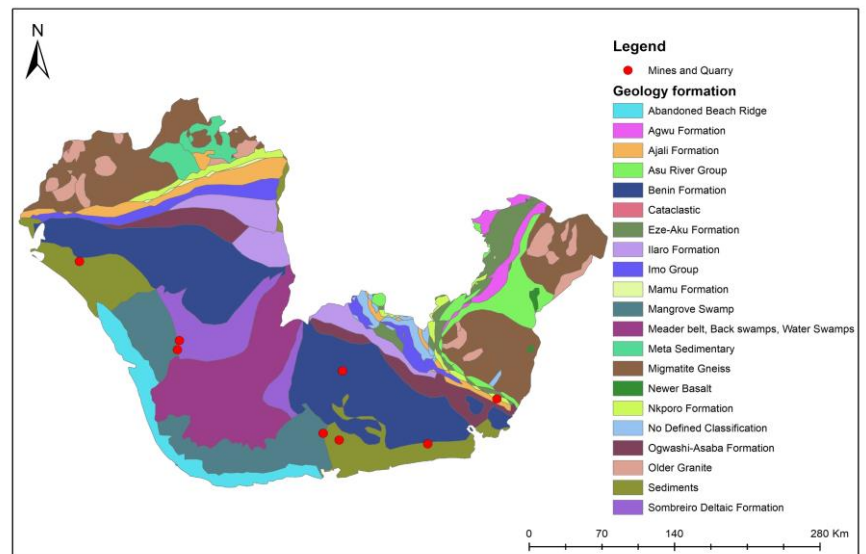 N
Legend
Mines and Quarry
Geology formation
Abandoned Beach Ridge
Agwu Formation
Ajali Formation
Asu River Group
Benin Formation
Cataclastic
Eze-Aku Formation
Ilaro Formation
Imo Group
Mamu Formation
Mangrove Swamp
Meader belt, Back swamps, Water Swamps
Meta Sedimentary
Migmatite Gneiss
Newer Basalt
Nkporo Formation
No Defined Classification
Ogwashi-Asaba Formation
Older Granite
Sediments
Sombreiro Deltaic Formation
0 70 140 280 Km